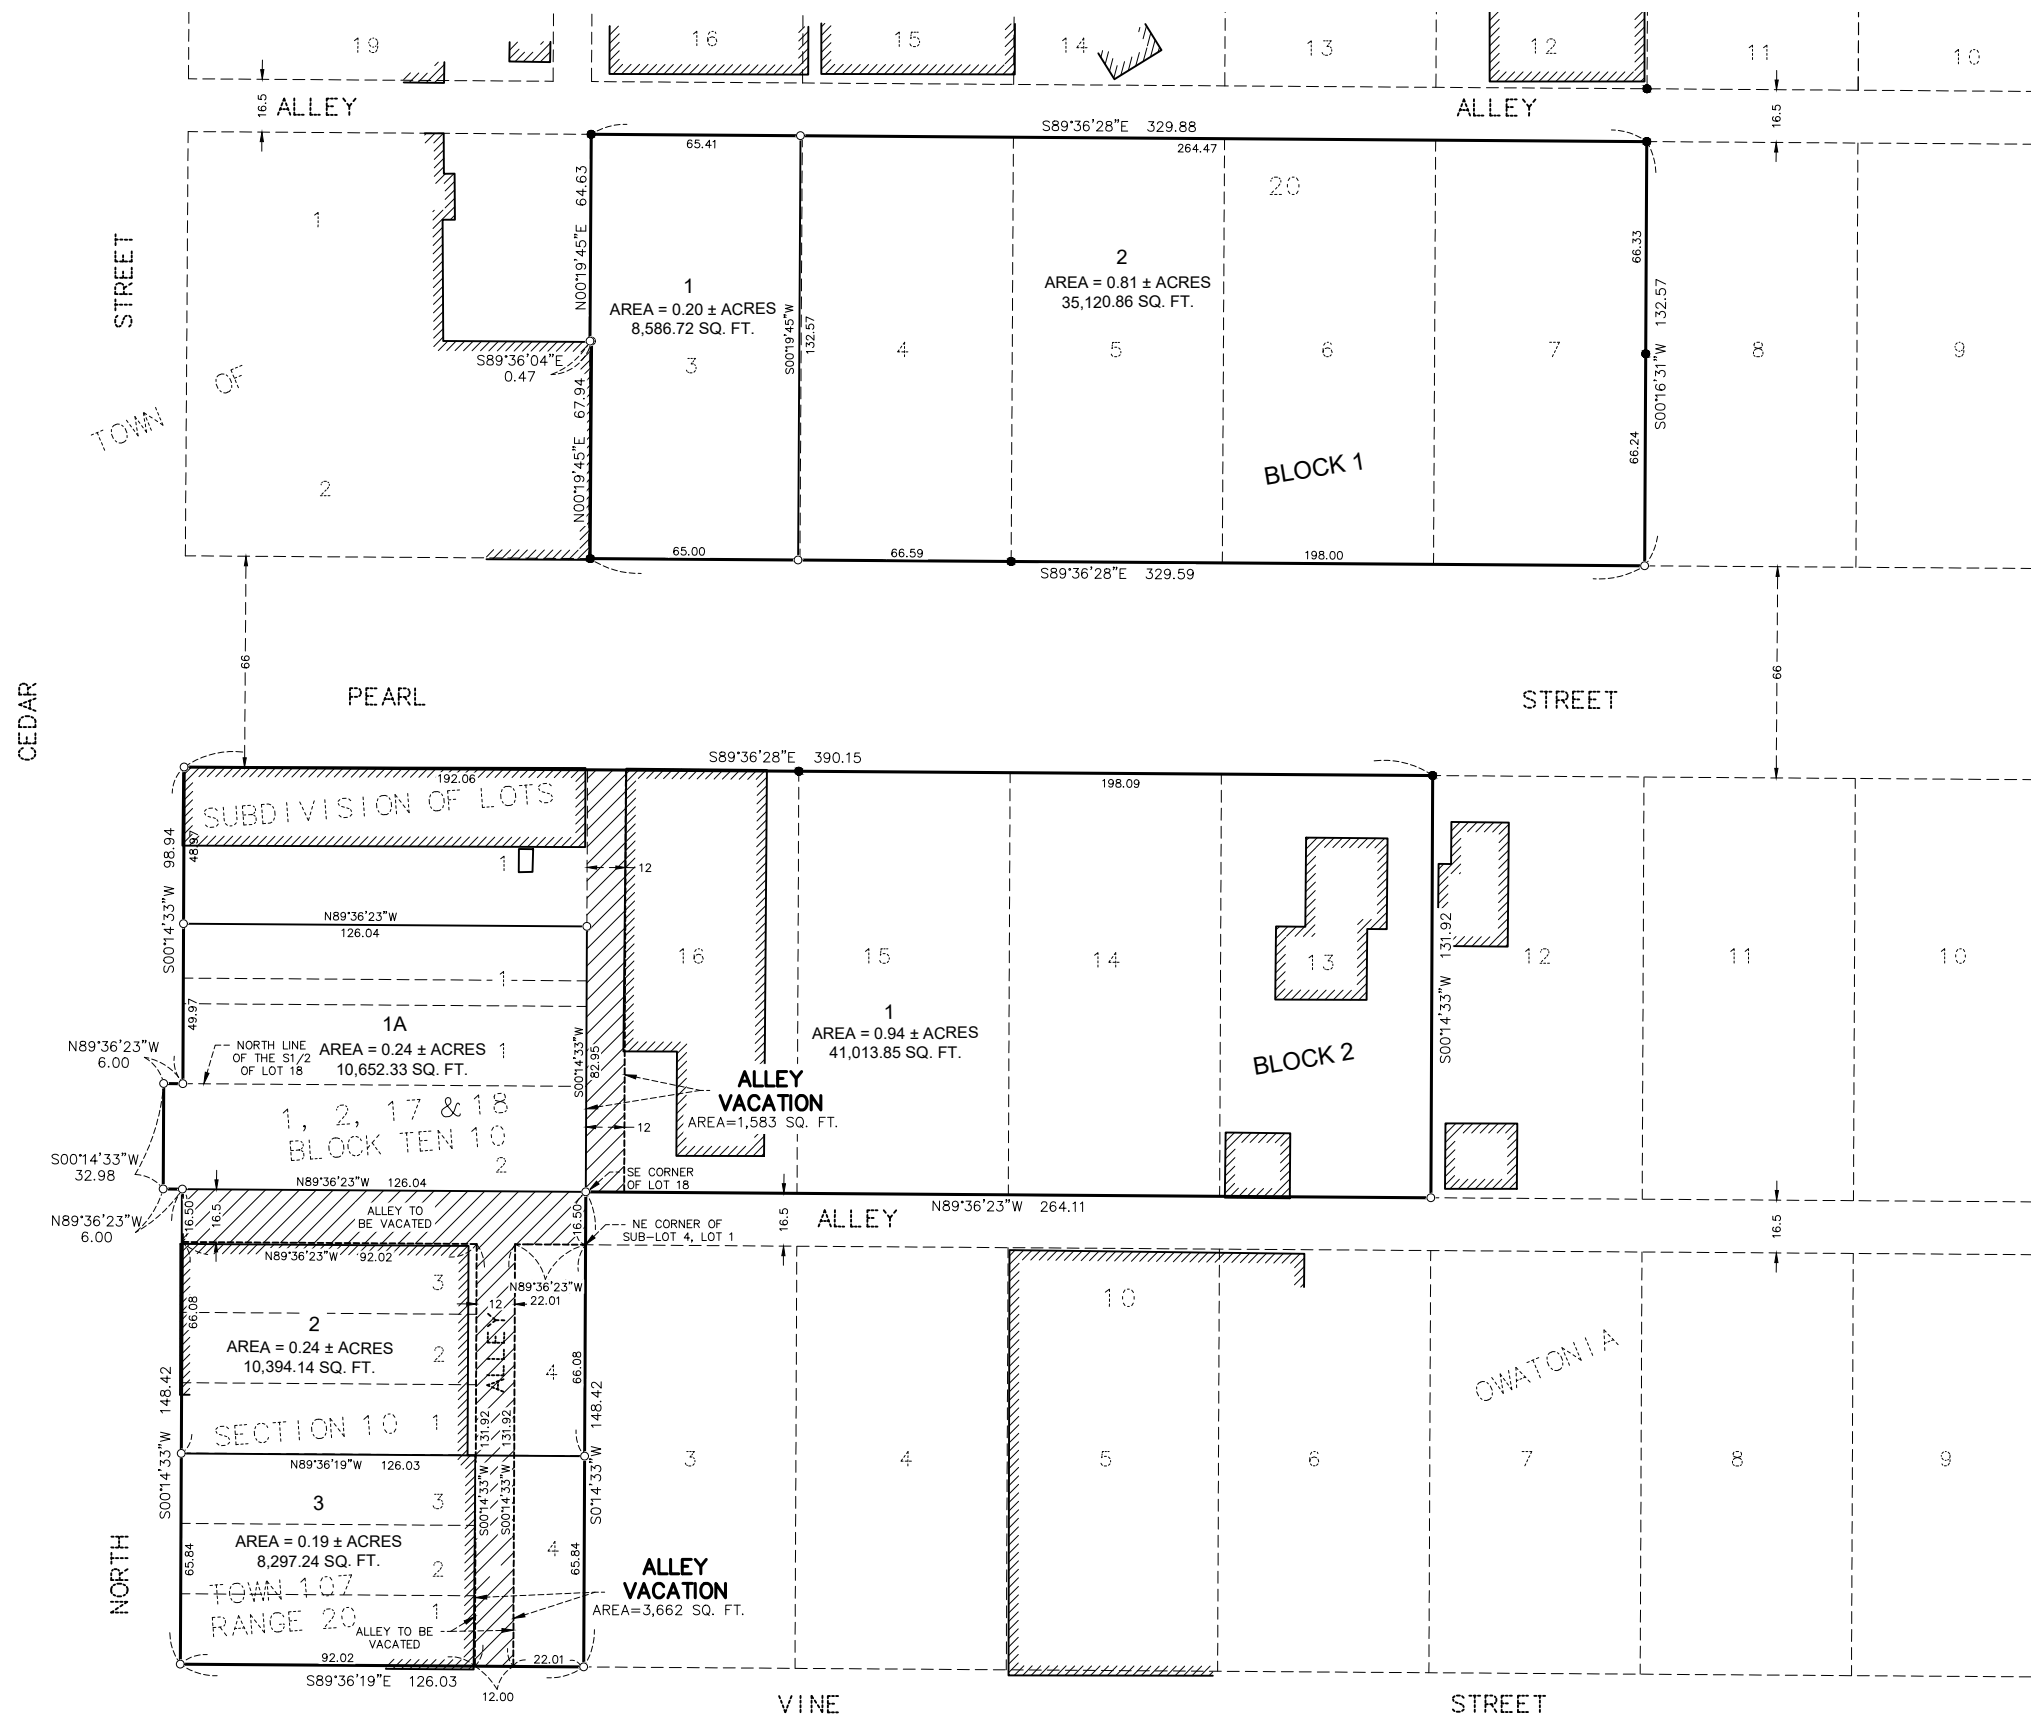 19
16
15
14
13
12
11
10
16.5
ALLEY
ALLEY
16.5
S89°36'28"E 329.88
65.41
264.47
STREET
1
N00°19'45"E 64.63
20
66.33
1
AREA = 0.20 ± ACRES
8,586.72 SQ. FT.
2
AREA = 0.81 ± ACRES
35,120.86 SQ. FT.
S00°19'45"W
132.57
S00°16'31"W 132.57
S89°36'04"E
0.47
3
4
5
6
7
8
9
TOWN OF
N00°19'45"E 67.94
66.24
BLOCK 1
2
65.00
66.59
198.00
S89°36'28"E 329.59
66
66
CEDAR
PEARL
STREET
S89°36'28"E 390.15
192.06
198.09
SUBDIVISION OF LOTS
S00°14'33"W 98.94
48.97
1
12
N89°36'23"W
126.04
16
15
14
13
12
11
10
S00°14'33"W 131.92
1
49.97
1A
AREA = 0.24 ± ACRES
10,652.33 SQ. FT.
1
N89°36'23"W
6.00
NORTH LINE
OF THE S1/2
OF LOT 18
S00°14'33"W
82.95
1
AREA = 0.94 ± ACRES
41,013.85 SQ. FT.
BLOCK 2
ALLEY
VACATION
AREA=1,583 SQ. FT.
12
1, 2, 17 & 18
BLOCK TEN 10
2
S00°14'33"W
32.98
N89°36'23"W 126.04
SE CORNER
OF LOT 18
N89°36'23"W
6.00
16.50
16.5
ALLEY TO
BE VACATED
16.50
NE CORNER OF
SUB-LOT 4, LOT 1
16.5
ALLEY
N89°36'23"W 264.11
16.5
N89°36'23"W 92.02
N89°36'23"W
22.01
12
3
66.08
2
AREA = 0.24 ± ACRES
10,394.14 SQ. FT.
2
ALLEY
4
66.08
10
OWATONIA
S00°14'33"W 148.42
SECTION 10
1
131.92
131.92
S0°14'33"W 148.42
N89°36'19"W 126.03
S00°14'33"W
S00°14'33"W
3
4
5
6
7
8
9
3
AREA = 0.19 ± ACRES
8,297.24 SQ. FT.
3
65.84
2
4
65.84
NORTH
TOWN 107
RANGE 20
1
ALLEY TO BE
VACATED
ALLEY
VACATION
AREA=3,662 SQ. FT.
92.02
22.01
S89°36'19"E 126.03
12.00
VINE
STREET